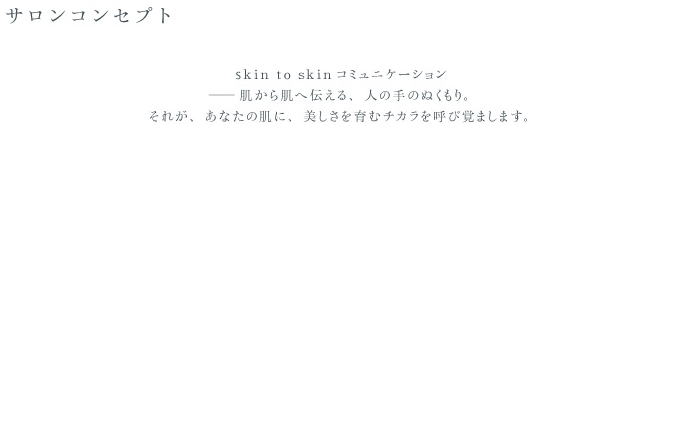 サロンコンセプト
skin to skin コミュニケーション
―― 肌から肌へ伝える、人の手のぬくもり。
それが、あなたの肌に、美しさを育むチカラを呼び覚まします。